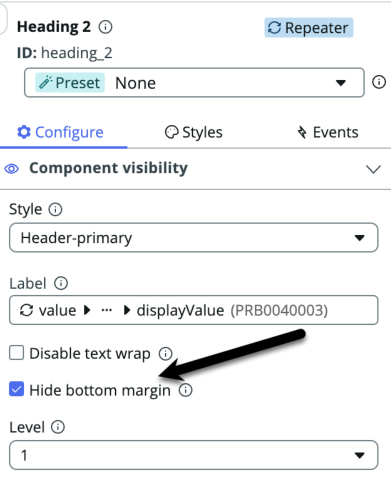 Heading 2
Repeater
ID: heading_2
Preset None
Configure
Styles
Events
Component visibility
Style
Header-primary
Label
value ▶ ··· ▶ displayValue (PRB0040003)
Disable text wrap
Hide bottom margin
Level
1